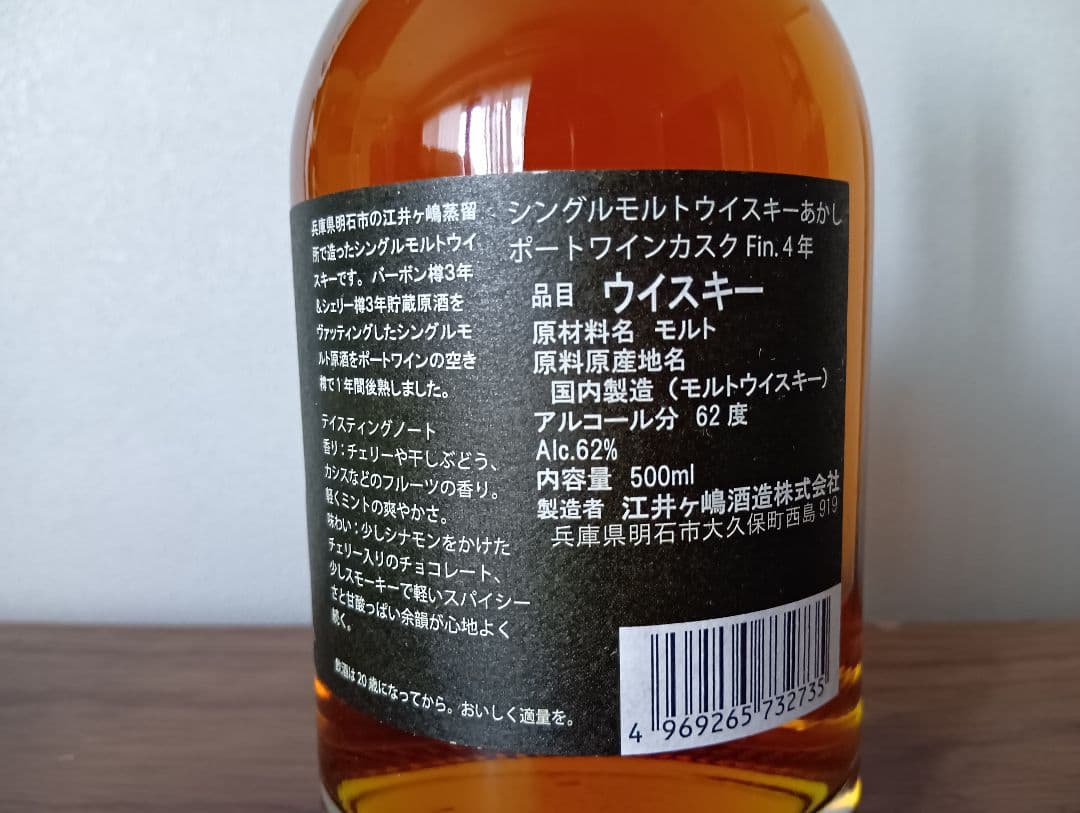 兵庫県明石市の江井ヶ嶋蒸留
所で造ったシングルモルトウイ
スキーです。バーボン樽3年
&シェリー樽3年貯蔵原酒を
ヴァッティングしたシングルモ
ルト原酒をポートワインの空き
樽で1年間後熟しました。
テイスティングノート
香り：チェリーや干しぶどう、
カシスなどのフルーツの香り。
軽くミントの爽やかさ。
味わい：少しシナモンをかけた
チェリー入りのチョコレート、
少しスモーキーで軽いスパイシー
さと甘酸っぱい余韻が心地よく
続く。
飲酒は20歳になってから。おいしく適量を。
シングルモルトウイスキーあかし
ポートワインカスク Fin. 4年
品目 ウイスキー
原材料名 モルト
原料原産地名
国内製造（モルトウイスキー）
アルコール分 62度
Alc.62%
内容量 500ml
製造者 江井ヶ嶋酒造株式会社
兵庫県明石市大久保町西島919
4 969265 732735